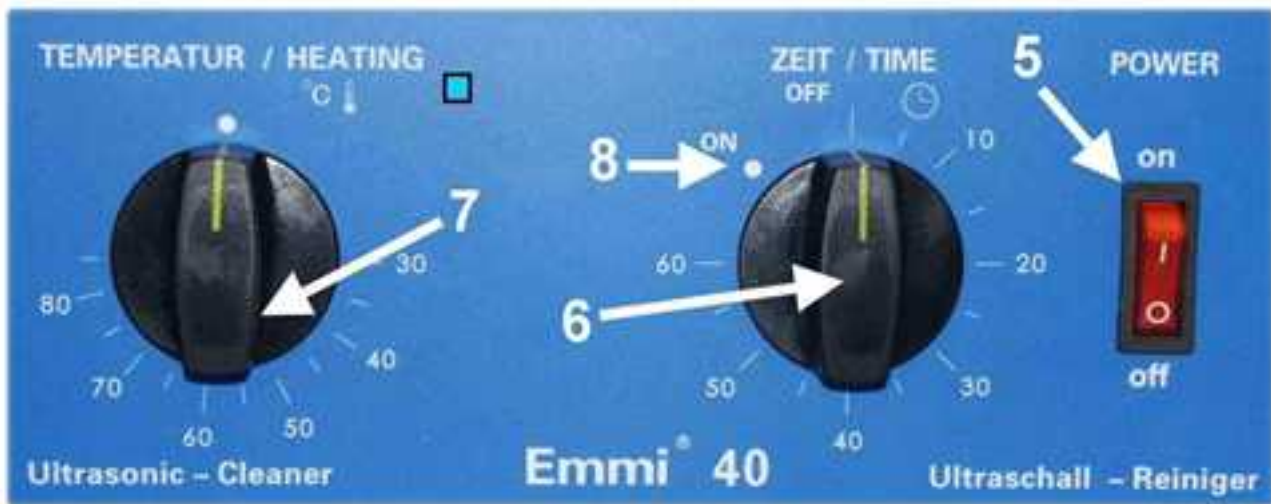 TEMPERATUR / HEATING
°C
ZEIT / TIME
OFF
ON
5
POWER
on
off
8
7
6
30
40
50
60
70
80
10
20
30
40
50
60
Ultrasonic – Cleaner
Emmi® 40
Ultraschall – Reiniger